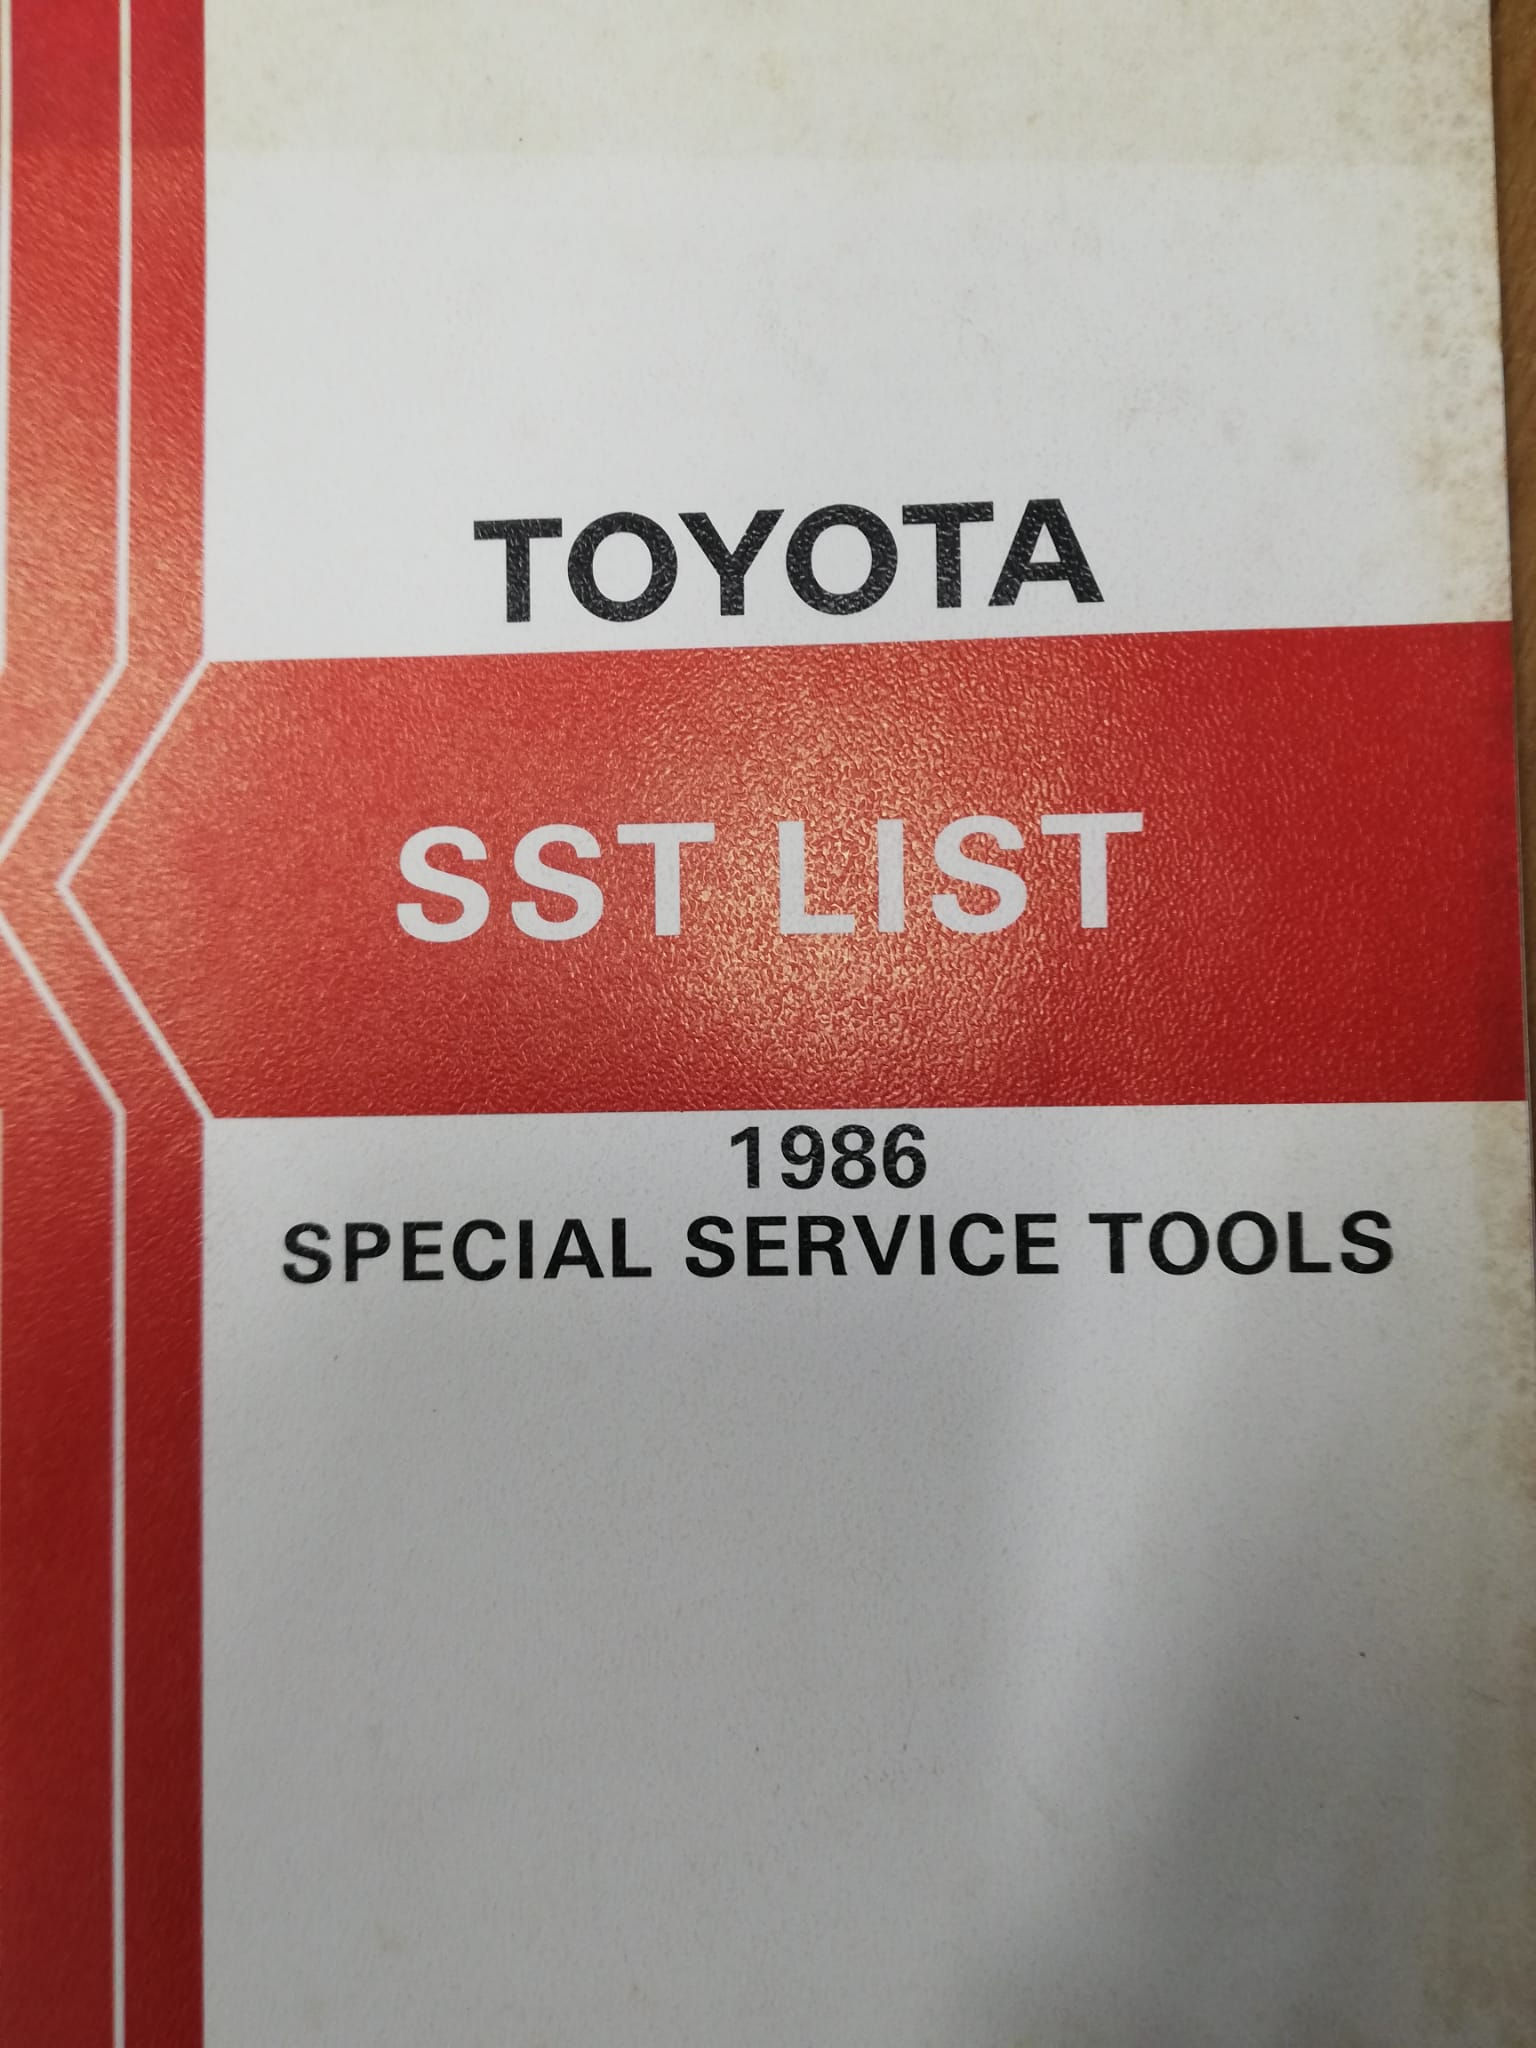 TOYOTA
SST LIST
1986
SPECIAL SERVICE TOOLS